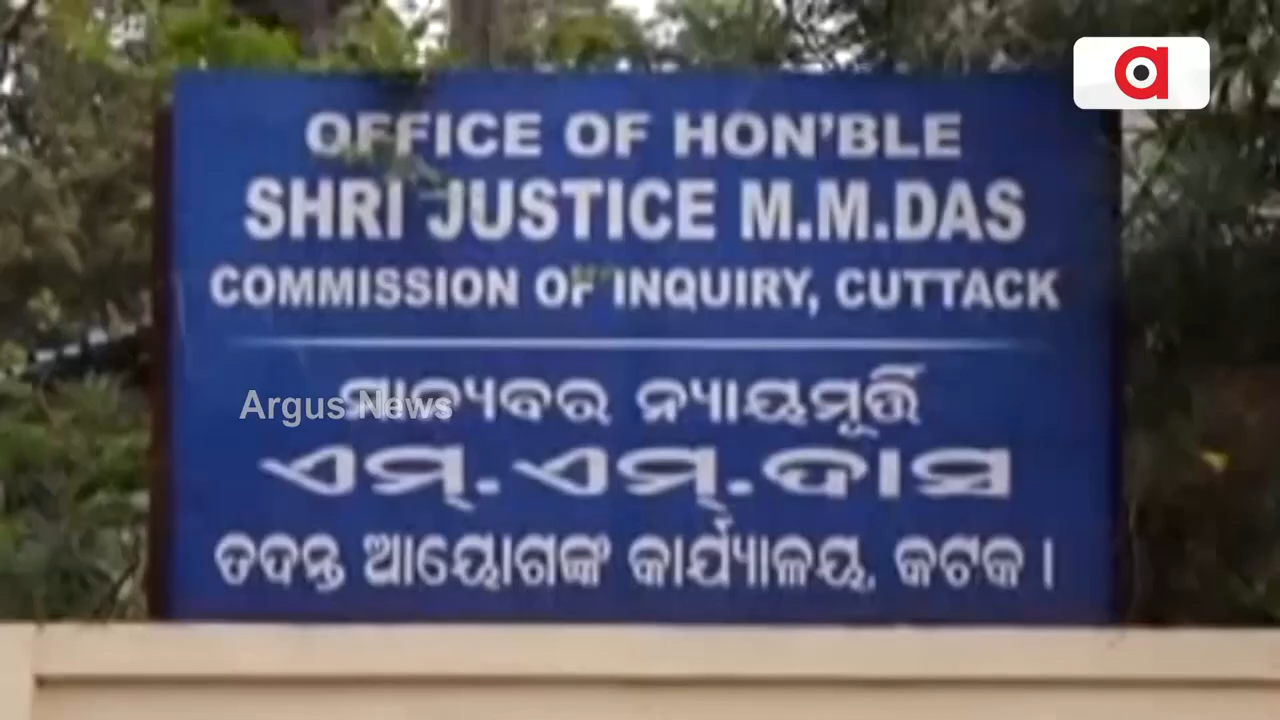 OFFICE OF HON'BLE
SHRI JUSTICE M.M.DAS
COMMISSION OF INQUIRY, CUTTACK
Argus News
ମାନ୍ୟବର ନ୍ୟାୟମୂର୍ତ୍ତି
ଏମ୍.ଏମ୍.ଦାସ
ତଦନ୍ତ ଆୟୋଗଙ୍କ କାର୍ଯ୍ୟାଳୟ, କଟକ ।